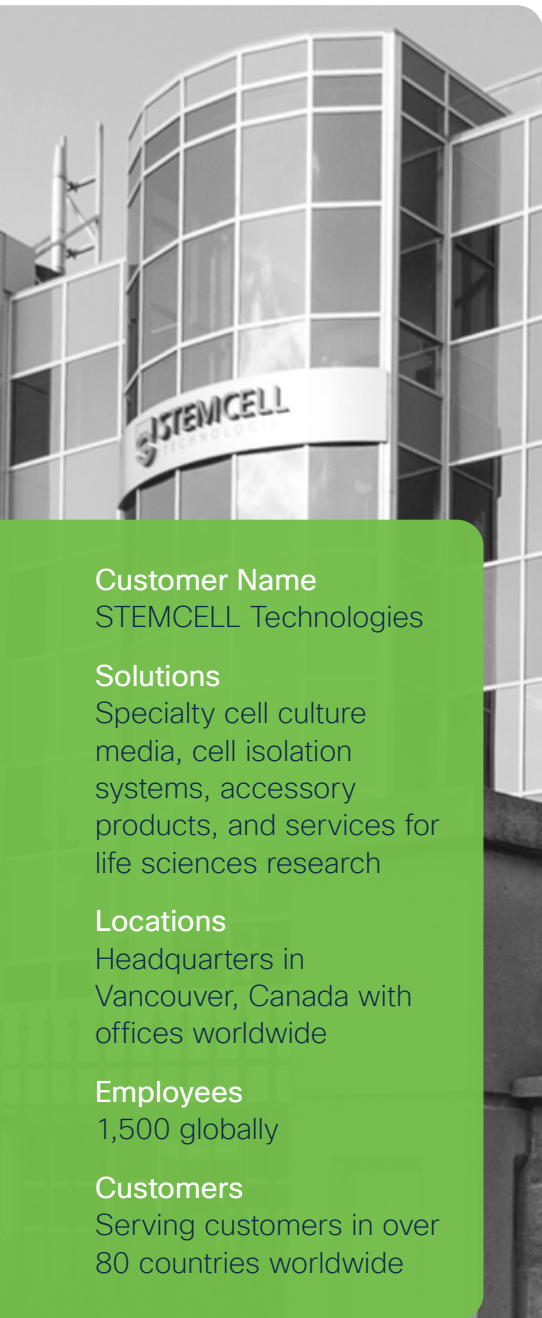 STEMCELL
TECHNOLOGIE
Customer Name
STEMCELL Technologies
Solutions
Specialty cell culture
media, cell isolation
systems, accessory
products, and services for
life sciences research
Locations
Headquarters in
Vancouver, Canada with
offices worldwide
Employees
1,500 globally
Customers
Serving customers in over
80 countries worldwide